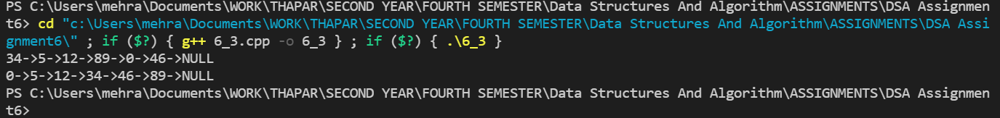 PS C:\Users\mehra\Documents\WORK\THAPAR\SECOND YEAR\FOURTH SEMESTER\Data Structures And Algorithm\ASSIGNMENTS\DSA Assignmen
t6> cd "c:\Users\mehra\Documents\WORK\THAPAR\SECOND YEAR\FOURTH SEMESTER\Data Structures And Algorithm\ASSIGNMENTS\DSA Assi
gnment6\" ; if ($?) { g++ 6_3.cpp -o 6_3 } ; if ($?) { .\6_3 }
34->5->12->89->0->46->NULL
0->5->12->34->46->89->NULL
PS C:\Users\mehra\Documents\WORK\THAPAR\SECOND YEAR\FOURTH SEMESTER\Data Structures And Algorithm\ASSIGNMENTS\DSA Assignmen
t6>